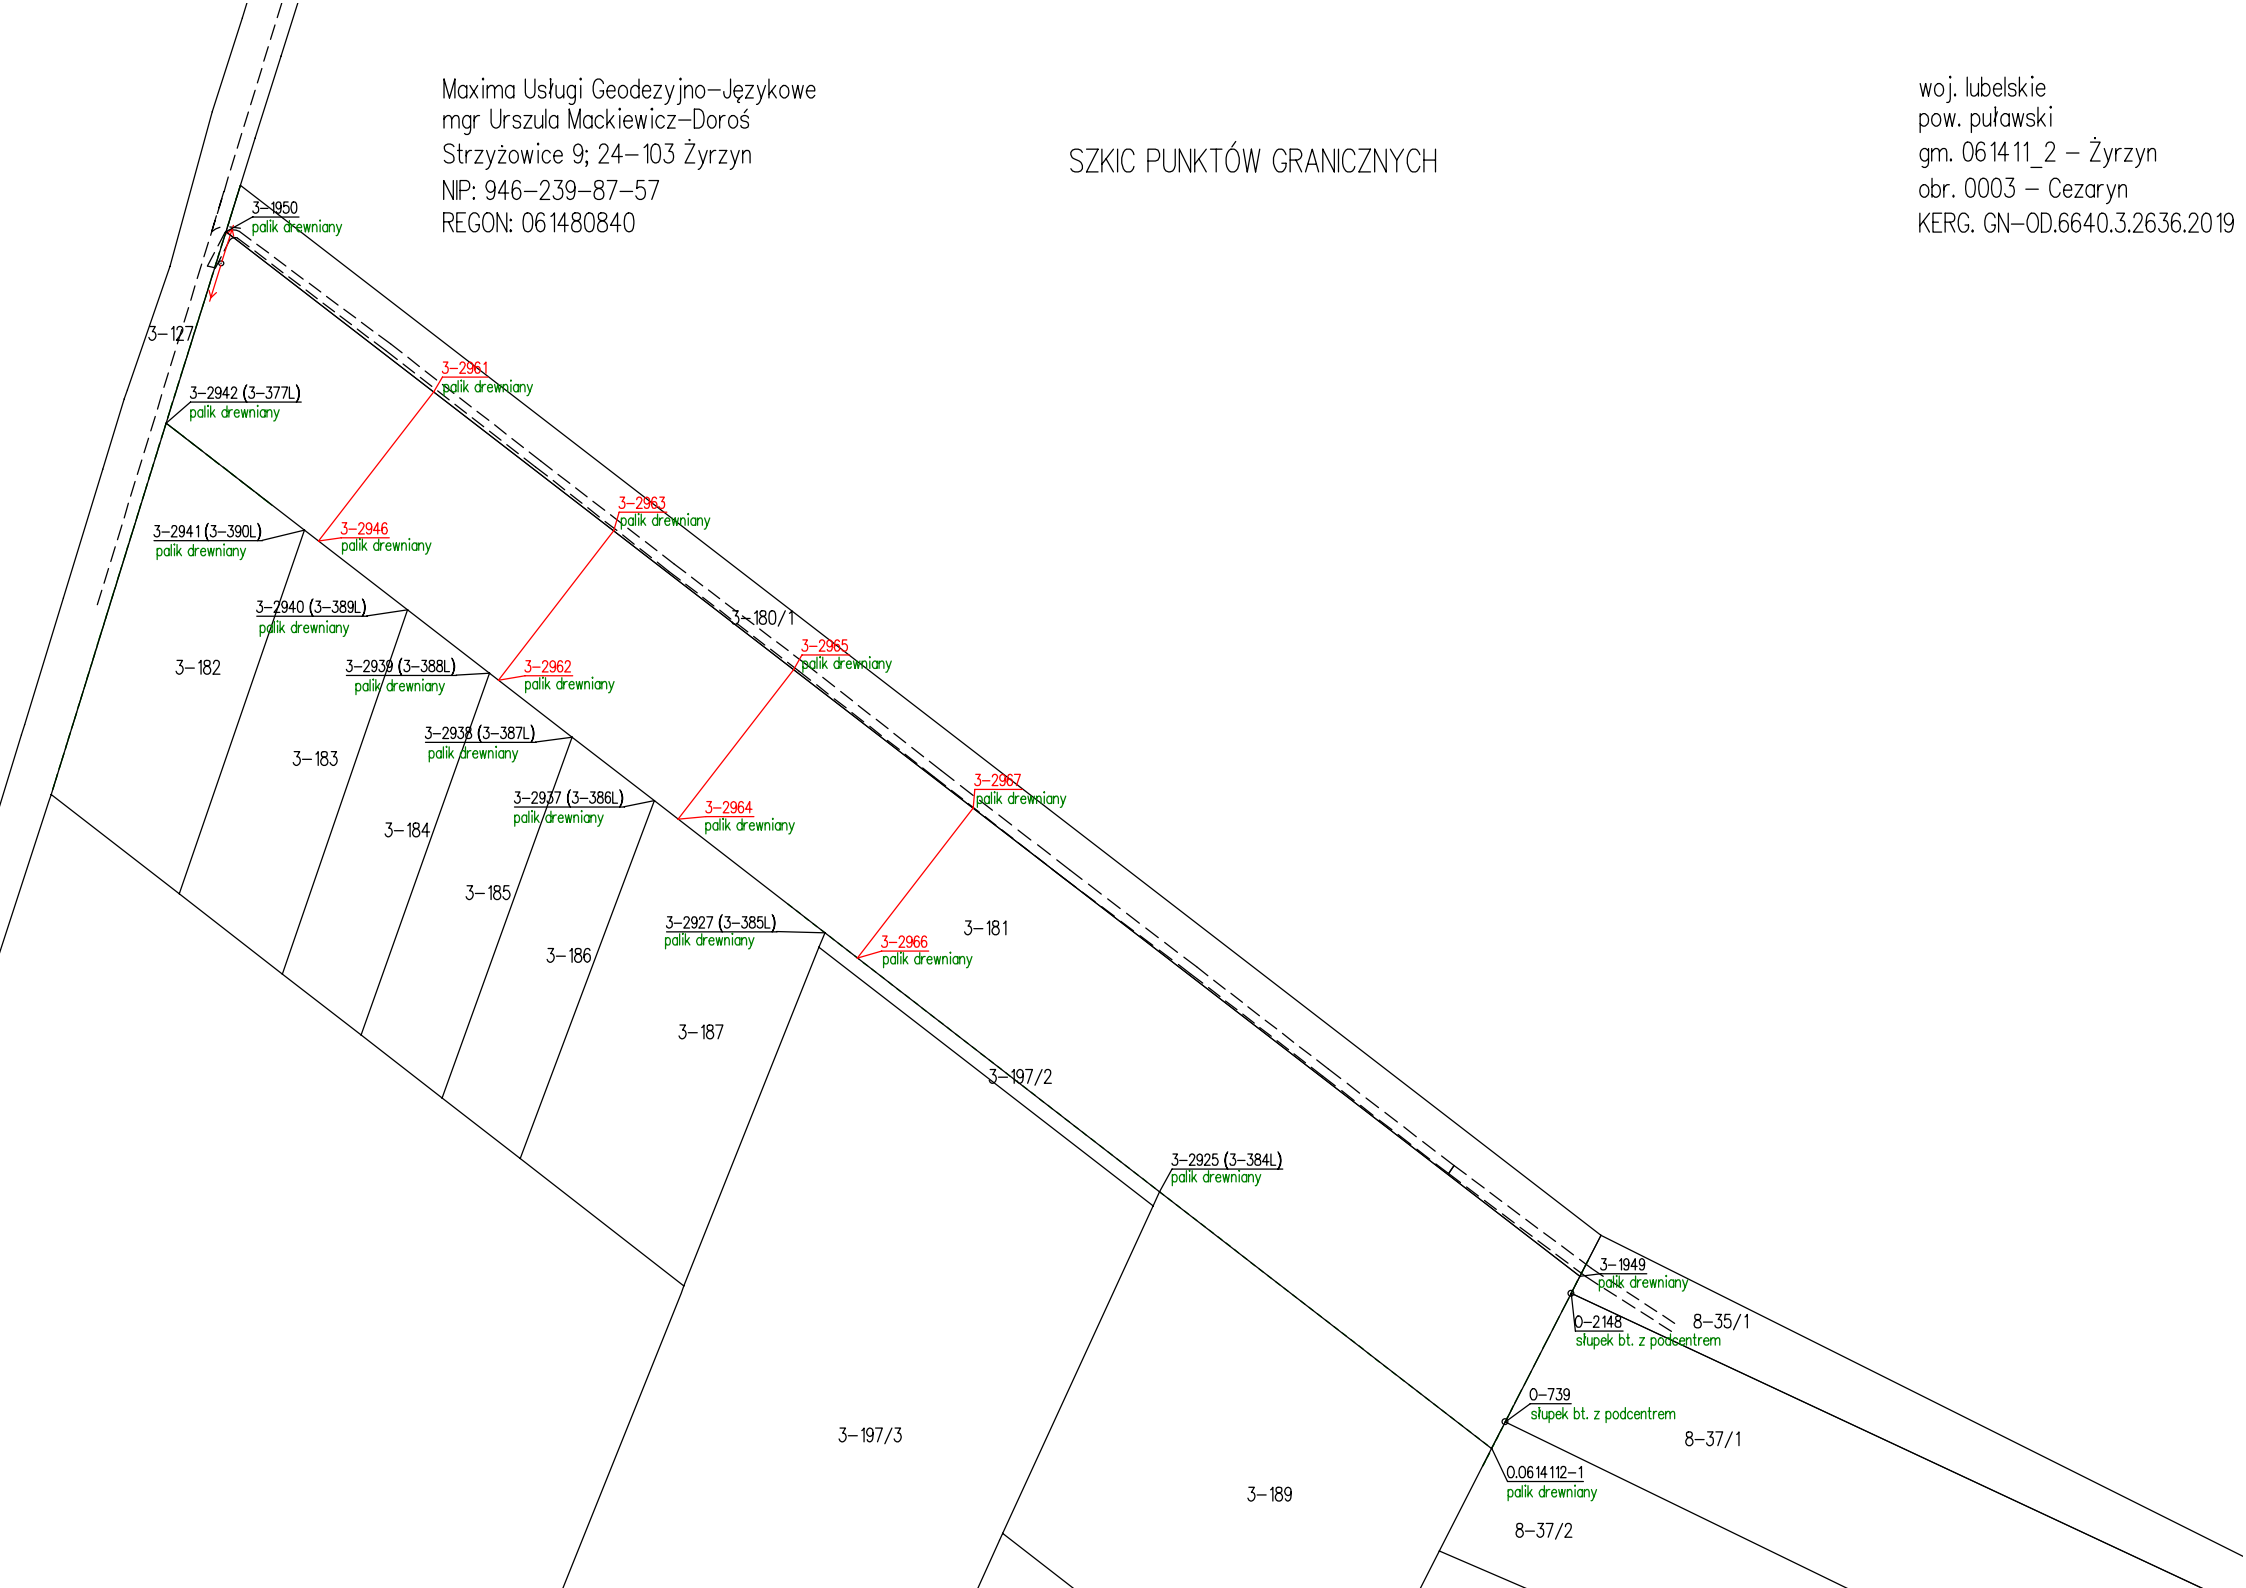 Maxima Usługi Geodezyjno-Językowe
mgr Urszula Mackiewicz-Doroś
Strzyżowice 9; 24-103 Żyrzyn
NIP: 946-239-87-57
REGON: 061480840
SZKIC PUNKTÓW GRANICZNYCH
woj. lubelskie
pow. puławski
gm. 061411_2 - Żyrzyn
obr. 0003 - Cezaryn
KERG. GN-OD.6640.3.2636.2019
3-1950
palik drewniany
3-127
3-2961
palik drewniany
3-2942 (3-377L)
palik drewniany
3-2963
palik drewniany
3-2941 (3-390L)
palik drewniany
3-2946
palik drewniany
3-2940 (3-389L)
palik drewniany
3-180/1
3-2965
palik drewniany
3-182
3-2939 (3-388L)
palik drewniany
3-2962
palik drewniany
3-2938 (3-387L)
palik drewniany
3-183
3-2967
palik drewniany
3-2937 (3-386L)
palik drewniany
3-2964
palik drewniany
3-184
3-185
3-2927 (3-385L)
palik drewniany
3-181
3-2966
palik drewniany
3-186
3-187
3-197/2
3-2925 (3-384L)
palik drewniany
3-1949
palik drewniany
0-2148
słupek bt. z podcentrem
8-35/1
0-739
słupek bt. z podcentrem
3-197/3
8-37/1
0.0614112-1
palik drewniany
3-189
8-37/2